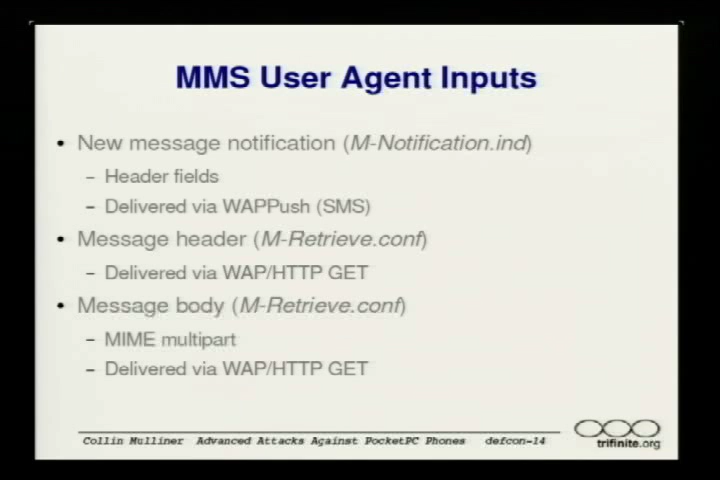 MMS User Agent Inputs
• New message notification (M-Notification.ind)
– Header fields
– Delivered via WAPPush (SMS)
• Message header (M-Retrieve.conf)
– Delivered via WAP/HTTP GET
• Message body (M-Retrieve.conf)
– MIME multipart
– Delivered via WAP/HTTP GET
Collin Mulliner Advanced Attacks Against PocketPC Phones defcon-14
trifinite.org